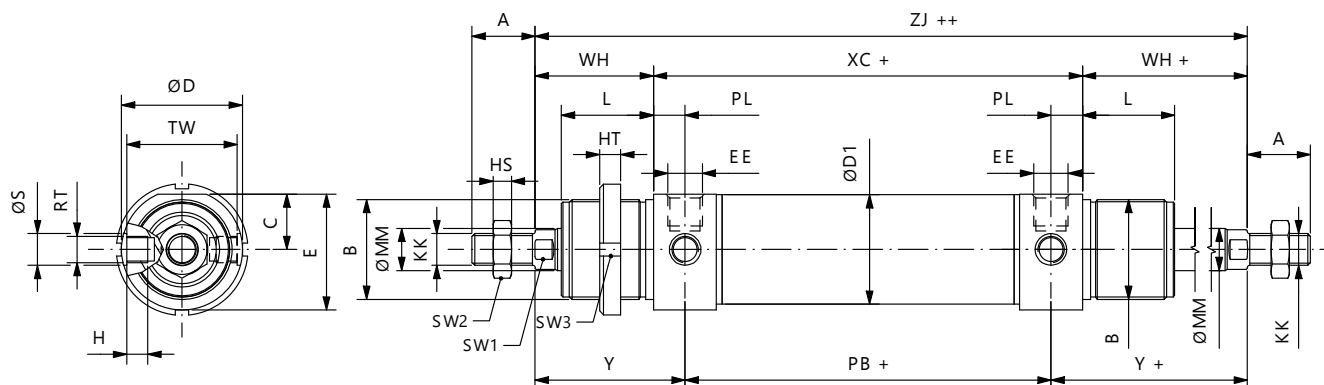 A
ZJ ++
WH
XC +
WH +
ØD
L
PL
PL
L
TW
HT
A
HS
EE
EE
ØD1
ØS
RT
C
E
B
ØMM
KK
H
SW2
SW1
SW3
B
ØMM
KK
Y
PB +
Y +